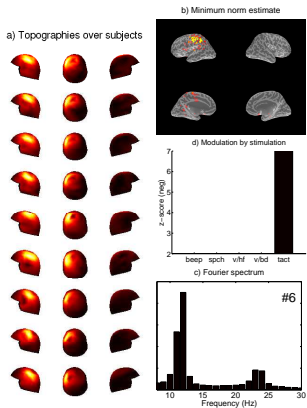 b) Minimum norm estimate
a) Topographies over subjects
d) Modulation by stimulation
7
6
5
4
3
2
z-score (neg)
beep spch v/hf v/bd tact
c) Fourier spectrum
#6
10 15 20 25 30
Frequency (Hz)